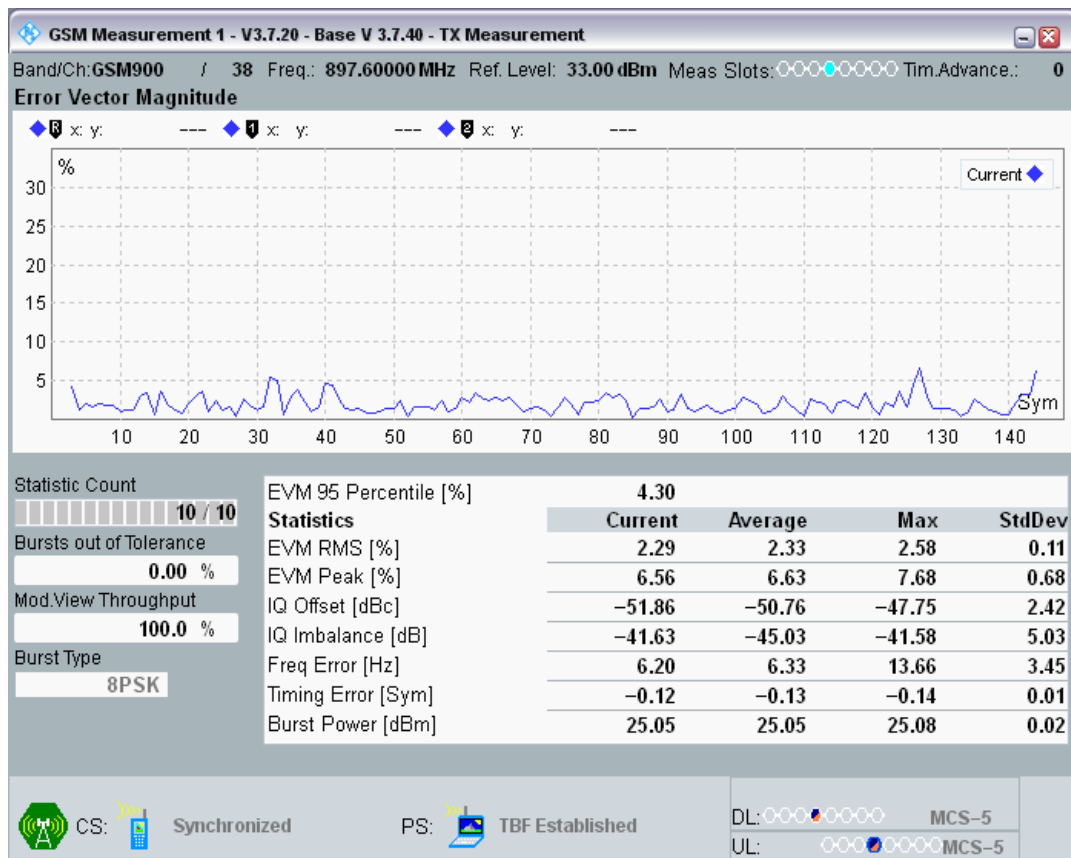 GSM Measurement 1 - V3.7.20 - Base V 3.7.40 - TX Measurement
Band/Ch: GSM900 / 38 Freq.: 897.60000 MHz Ref. Level: 33.00 dBm Meas Slots: Tim.Advance.: 0
Error Vector Magnitude
R x: y: --- 1 x: y: --- 2 x: y: ---
%
Current
30
25
20
15
10
5
Sym
10 20 30 40 50 60 70 80 90 100 110 120 130 140
Statistic Count
10 / 10
Bursts out of Tolerance
0.00 %
Mod.View Throughput
100.0 %
Burst Type
8PSK
EVM 95 Percentile [%] 4.30
Statistics Current Average Max StdDev
EVM RMS [%] 2.29 2.33 2.58 0.11
EVM Peak [%] 6.56 6.63 7.68 0.68
IQ Offset [dBc] −51.86 −50.76 −47.75 2.42
IQ Imbalance [dB] −41.63 −45.03 −41.58 5.03
Freq Error [Hz] 6.20 6.33 13.66 3.45
Timing Error [Sym] −0.12 −0.13 −0.14 0.01
Burst Power [dBm] 25.05 25.05 25.08 0.02
CS: Synchronized PS: TBF Established
DL: MCS−5
UL: MCS−5